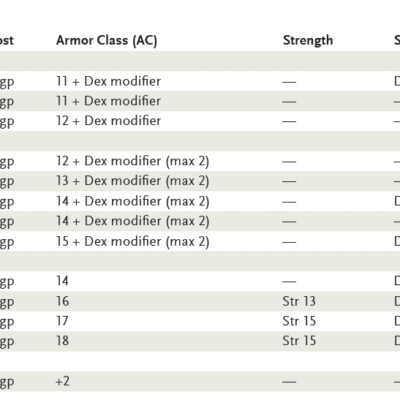 ost Armor Class (AC) Strength S
gp 11 + Dex modifier — D
gp 11 + Dex modifier — –
gp 12 + Dex modifier — –
gp 12 + Dex modifier (max 2) — –
gp 13 + Dex modifier (max 2) — –
gp 14 + Dex modifier (max 2) — D
gp 14 + Dex modifier (max 2) — –
gp 15 + Dex modifier (max 2) — D
gp 14 — D
gp 16 Str 13 D
gp 17 Str 15 D
gp 18 Str 15 D
gp +2 — –